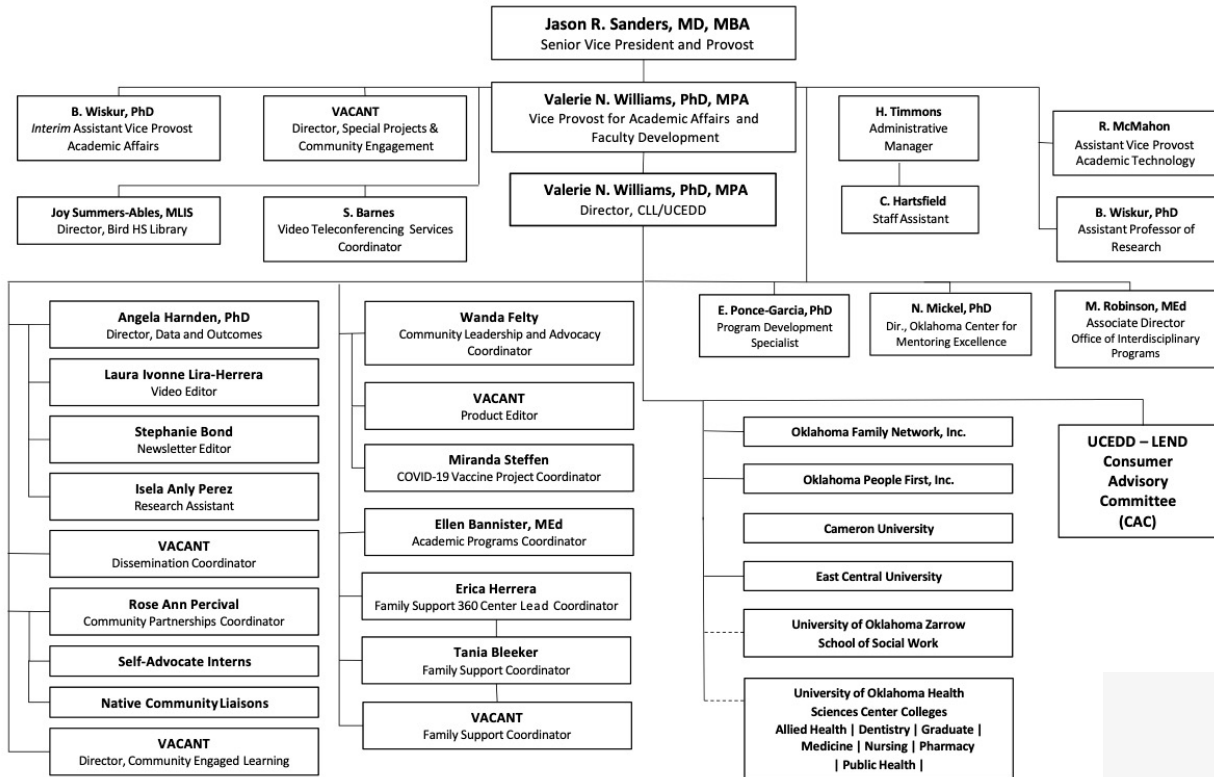 Jason R. Sanders, MD, MBA
Senior Vice President and Provost
B. Wiskur, PhD
Interim Assistant Vice Provost
Academic Affairs
VACANT
Director, Special Projects &
Community Engagement
Valerie N. Williams, PhD, MPA
Vice Provost for Academic Affairs and
Faculty Development
H. Timmons
Administrative
Manager
R. McMahon
Assistant Vice Provost
Academic Technology
Joy Summers-Ables, MLIS
Director, Bird HS Library
S. Barnes
Video Teleconferencing Services
Coordinator
Valerie N. Williams, PhD, MPA
Director, CLL/UCEDD
C. Hartsfield
Staff Assistant
B. Wiskur, PhD
Assistant Professor of
Research
E. Ponce-Garcia, PhD
Program Development
Specialist
N. Mickel, PhD
Dir., Oklahoma Center for
Mentoring Excellence
M. Robinson, MEd
Associate Director
Office of Interdisciplinary
Programs
Angela Harnden, PhD
Director, Data and Outcomes
Laura Ivonne Lira-Herrera
Video Editor
Stephanie Bond
Newsletter Editor
Isela Anly Perez
Research Assistant
VACANT
Dissemination Coordinator
Rose Ann Percival
Community Partnerships Coordinator
Self-Advocate Interns
Native Community Liaisons
VACANT
Director, Community Engaged Learning
Wanda Felty
Community Leadership and Advocacy
Coordinator
VACANT
Product Editor
Miranda Steffen
COVID-19 Vaccine Project Coordinator
Ellen Bannister, MEd
Academic Programs Coordinator
Erica Herrera
Family Support 360 Center Lead Coordinator
Tania Bleeker
Family Support Coordinator
VACANT
Family Support Coordinator
Oklahoma Family Network, Inc.
Oklahoma People First, Inc.
Cameron University
East Central University
University of Oklahoma Zarrow
School of Social Work
University of Oklahoma Health
Sciences Center Colleges
Allied Health | Dentistry | Graduate |
Medicine | Nursing | Pharmacy
| Public Health |
UCEDD – LEND
Consumer
Advisory
Committee
(CAC)